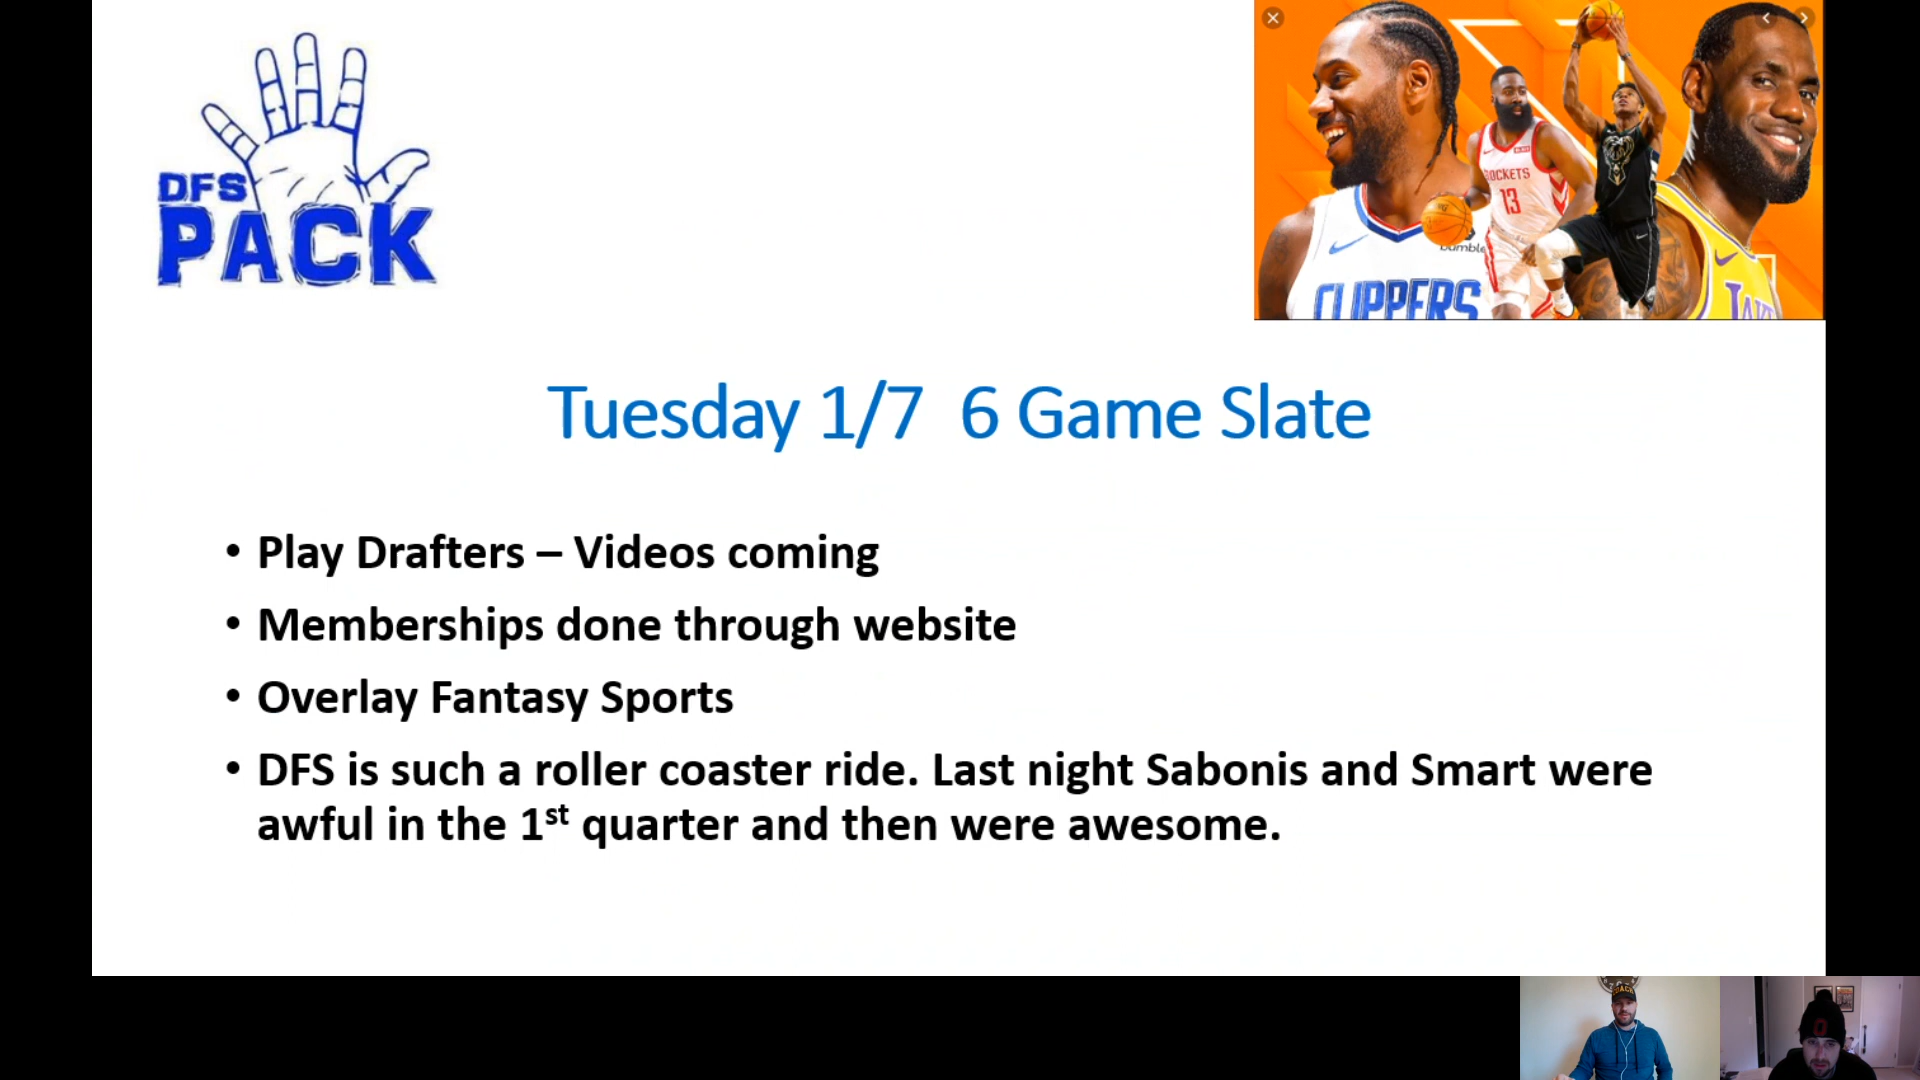 DFS
PACK
ROCKETS
13
bumble
CLIPPERS
LAK
Tuesday 1/7 6 Game Slate
• Play Drafters – Videos coming
• Memberships done through website
• Overlay Fantasy Sports
• DFS is such a roller coaster ride. Last night Sabonis and Smart were
awful in the 1st quarter and then were awesome.